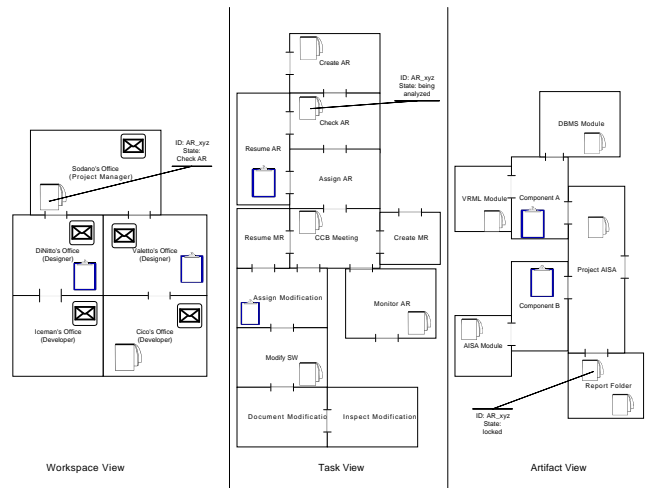 Create AR
ID: AR_xyz
State: being
analyzed
Check AR
DBMS Module
ID: AR_xyz
State:
Check AR
Sodano's Office
(Project Manager)
Resume AR
Assign AR
VRML Module
Component A
DiNitto's Office
(Designer)
Valetto's Office
(Designer)
Resume MR
CCB Meeting
Create MR
Project AISA
Assign Modification
Monitor AR
Component B
Iceman's Office
(Developer)
Cico's Office
(Developer)
AISA Module
Modify SW
Report Folder
Document Modificatio
Inspect Modification
ID: AR_xyz
State:
locked
Workspace View
Task View
Artifact View